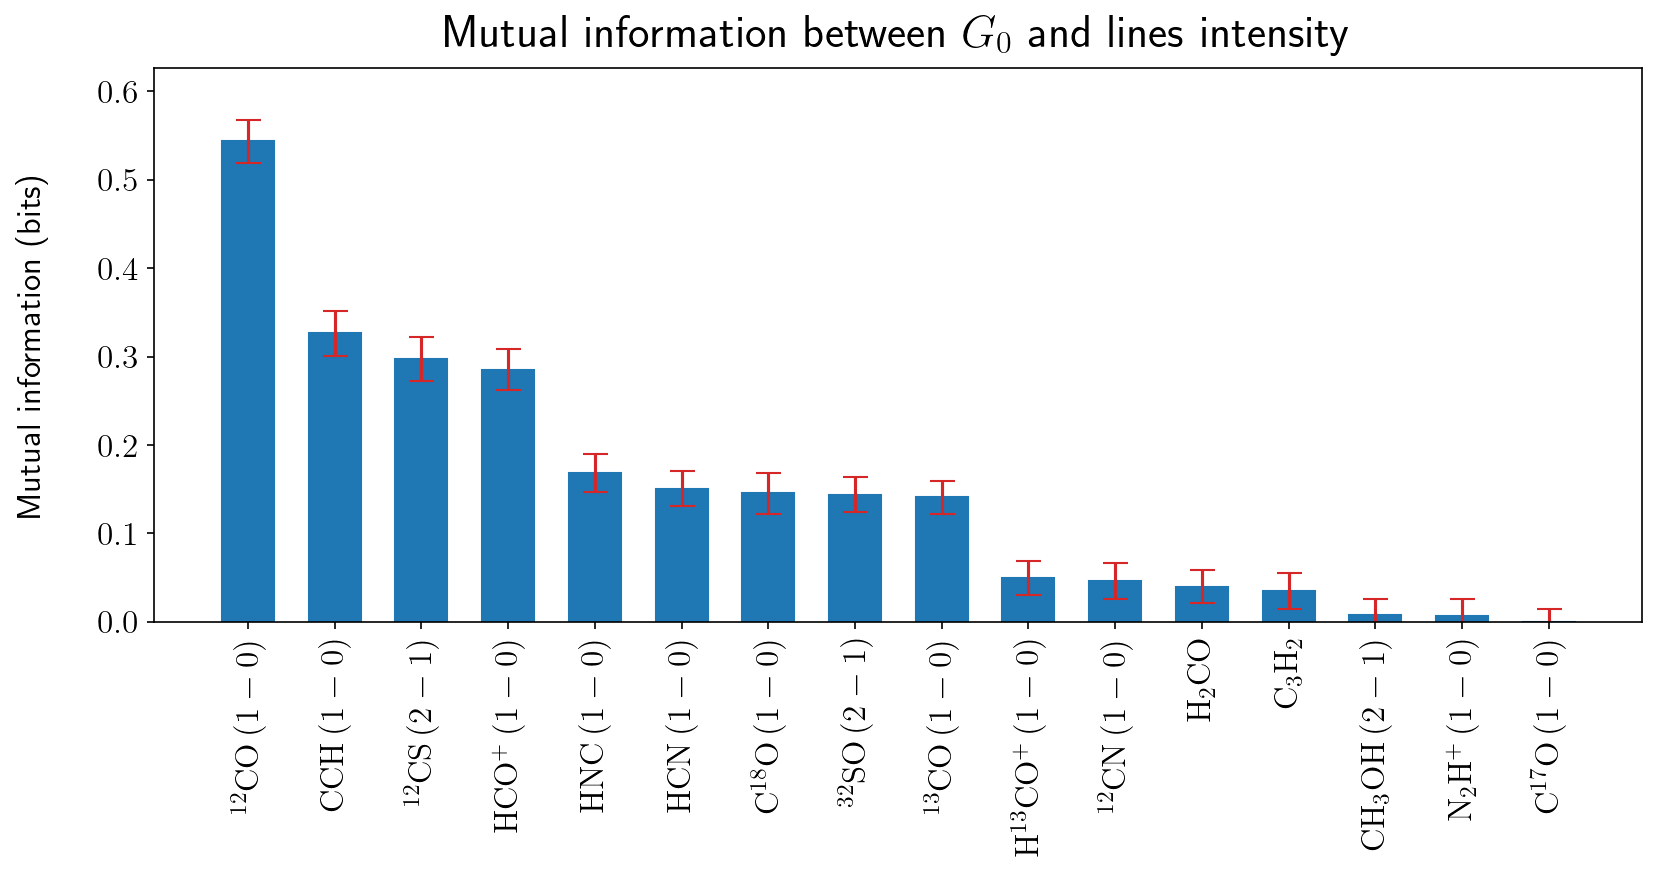 Mutual information between G₀ and lines intensity
Mutual information (bits)
0.6
0.5
0.4
0.3
0.2
0.1
0.0
¹²CO (1 − 0)
CCH (1 − 0)
¹²CS (2 − 1)
HCO⁺ (1 − 0)
HNC (1 − 0)
HCN (1 − 0)
C¹⁸O (1 − 0)
³²SO (2 − 1)
¹³CO (1 − 0)
H¹³CO⁺ (1 − 0)
¹²CN (1 − 0)
H₂CO
C₃H₂
CH₃OH (2 − 1)
N₂H⁺ (1 − 0)
C¹⁷O (1 − 0)